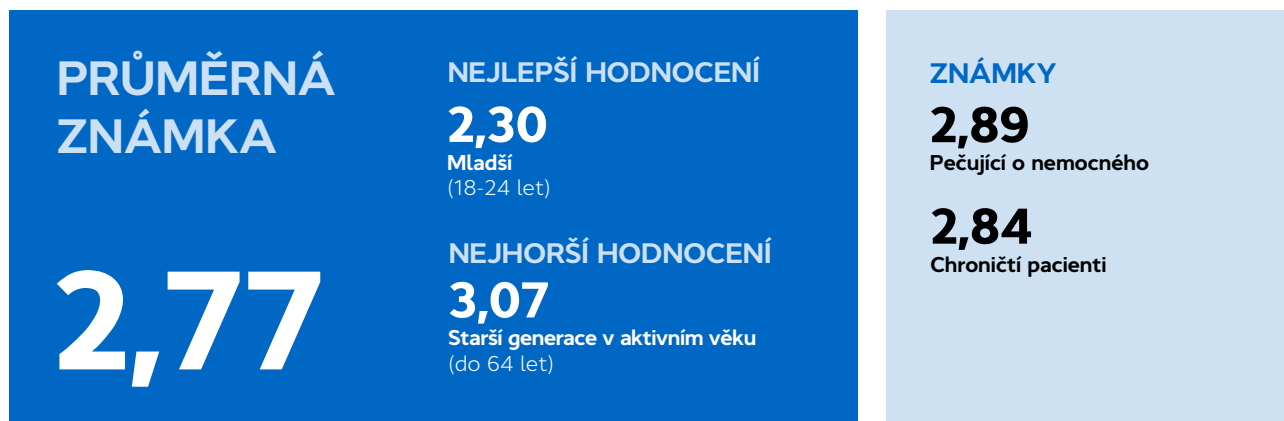 PRŮMĚRNÁ
ZNÁMKA
2,77
NEJLEPŠÍ HODNOCENÍ
2,30
Mladší
(18-24 let)
NEJHORŠÍ HODNOCENÍ
3,07
Starší generace v aktivním věku
(do 64 let)
ZNÁMKY
2,89
Pečující o nemocného
2,84
Chroničtí pacienti